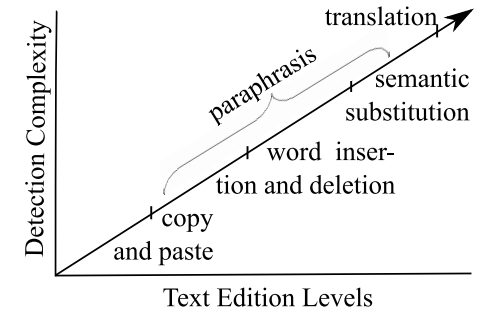 translation
paraphrasis
semantic
substitution
word inser-
tion and deletion
copy
and paste
Detection Complexity
Text Edition Levels